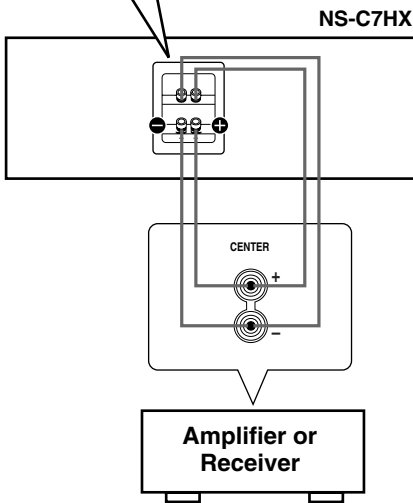 NS-C7HX
– +
CENTER
+
–
Amplifier or
Receiver